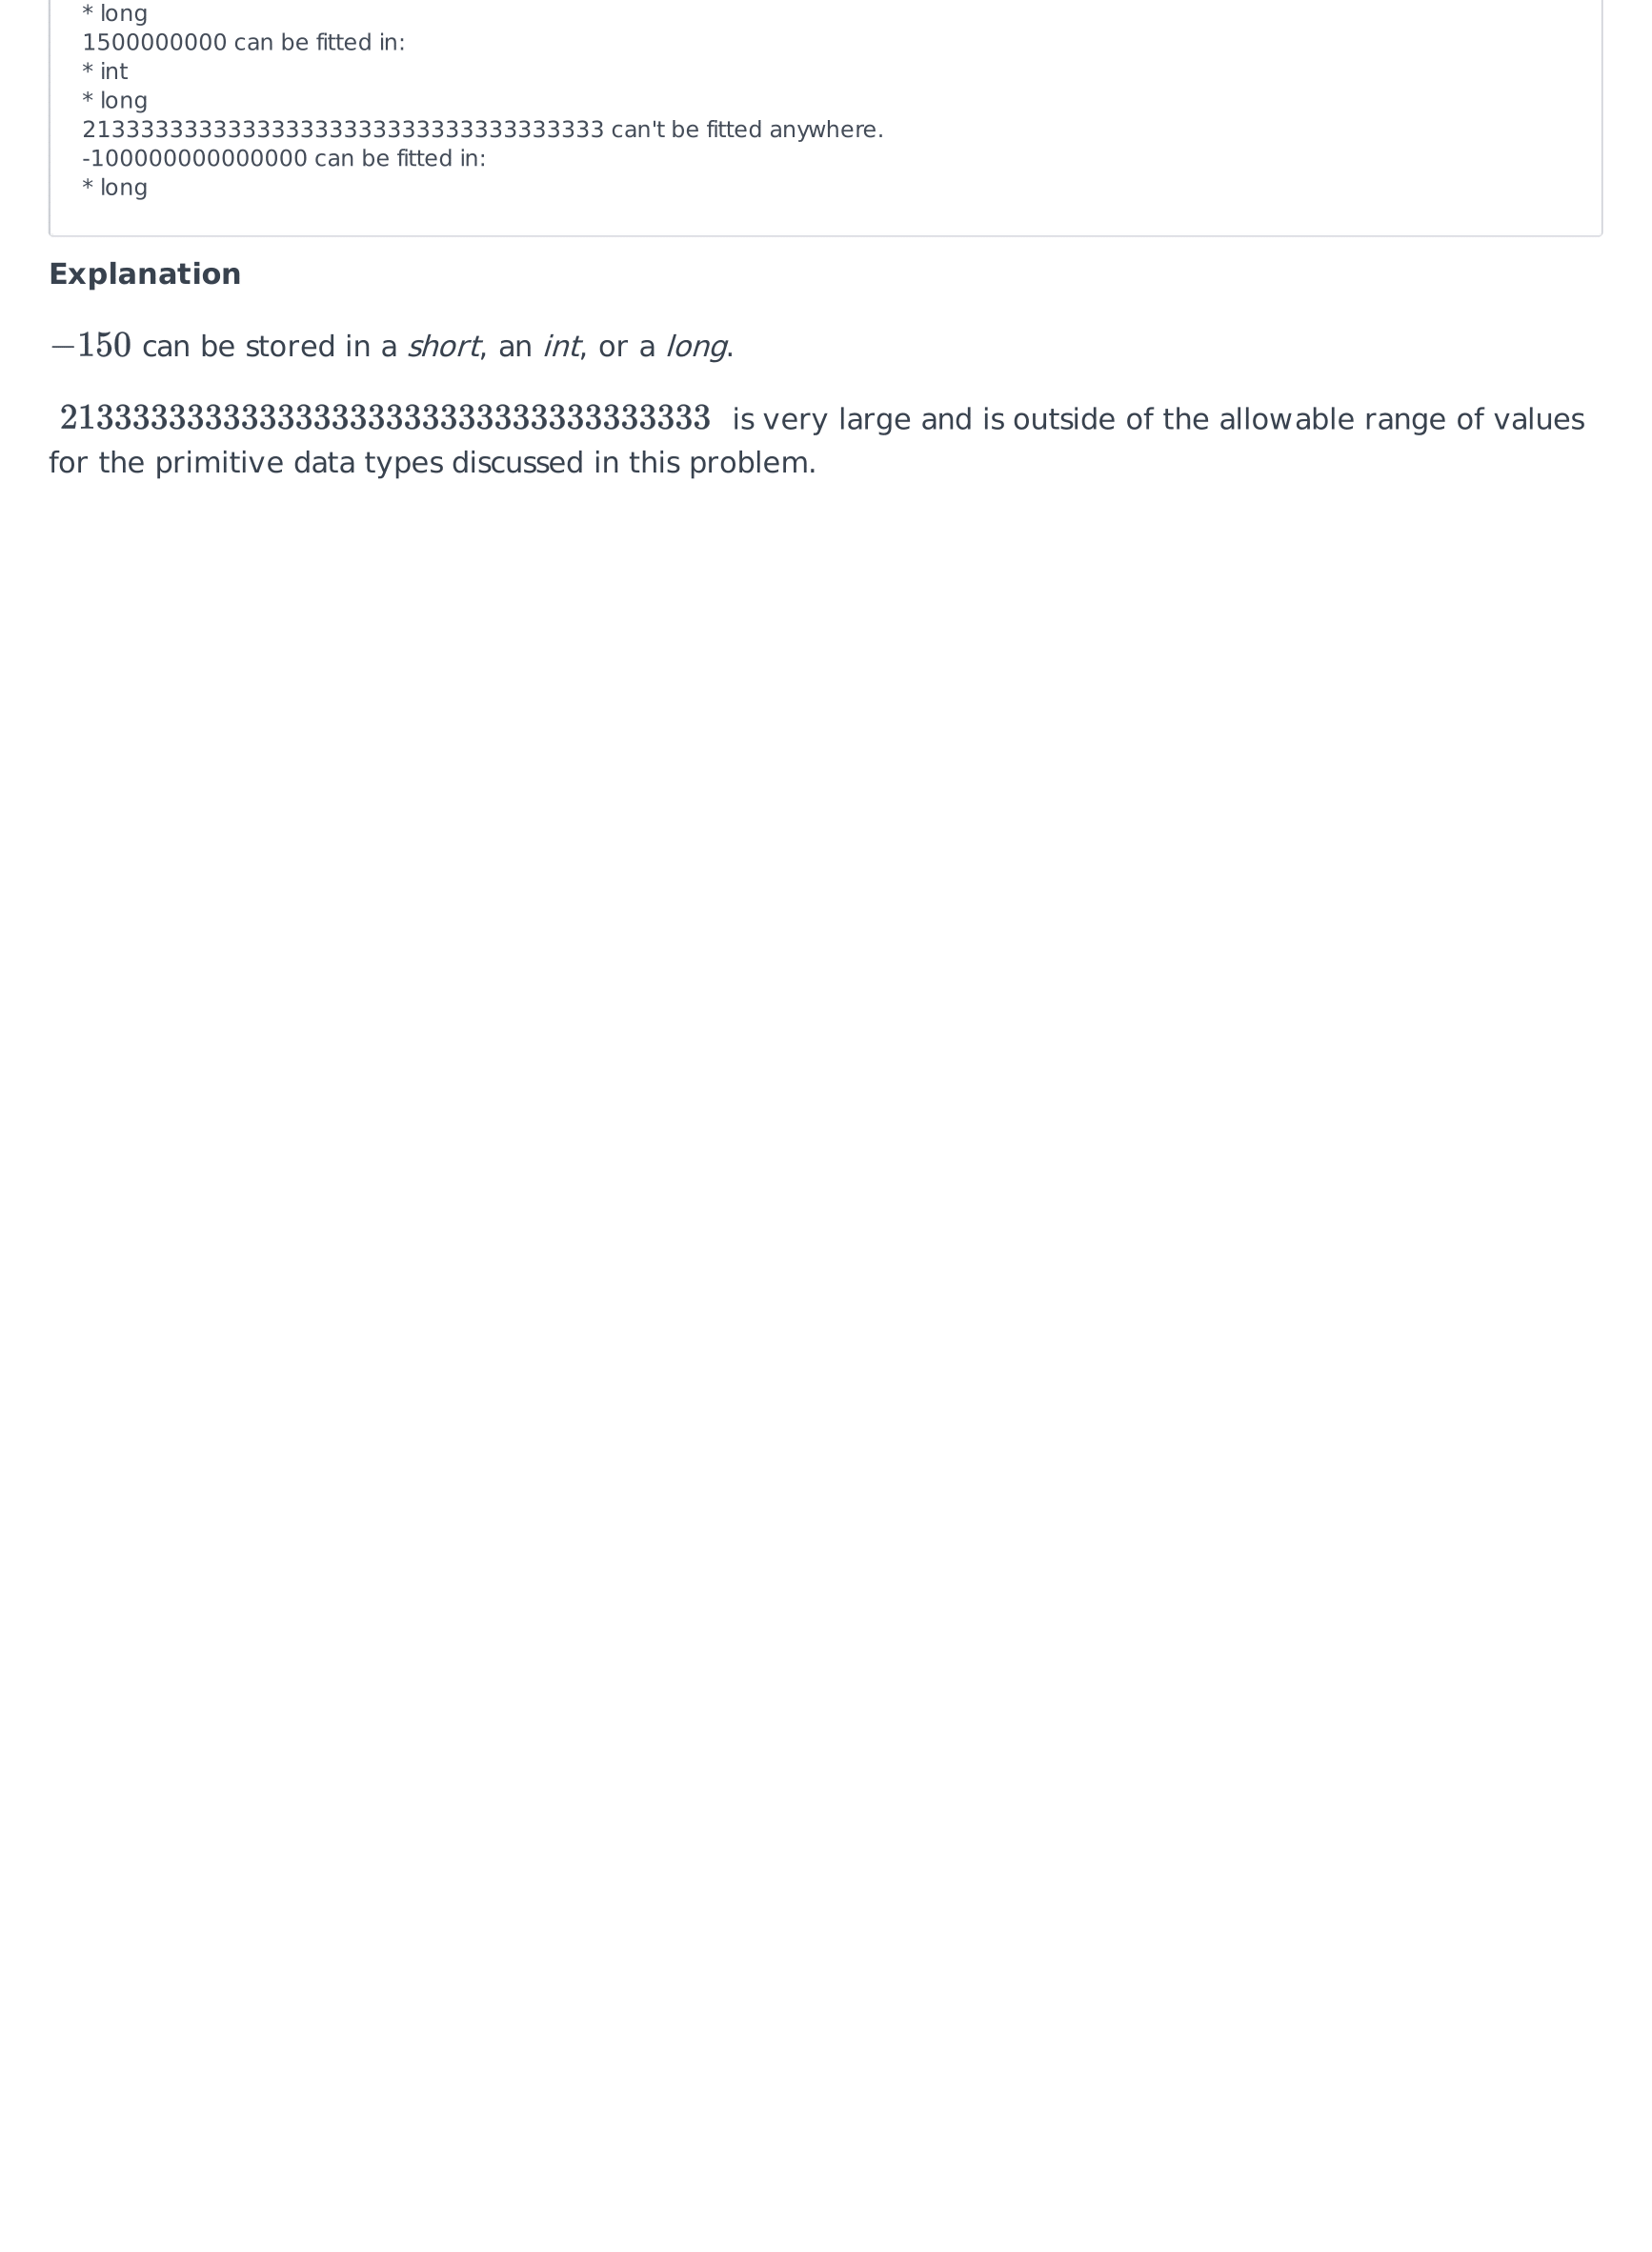 * long
1500000000 can be fitted in:
* int
* long
213333333333333333333333333333333333 can't be fitted anywhere.
-100000000000000 can be fitted in:
* long
Explanation
−150 can be stored in a short, an int, or a long.
213333333333333333333333333333333333 is very large and is outside of the allowable range of values
for the primitive data types discussed in this problem.